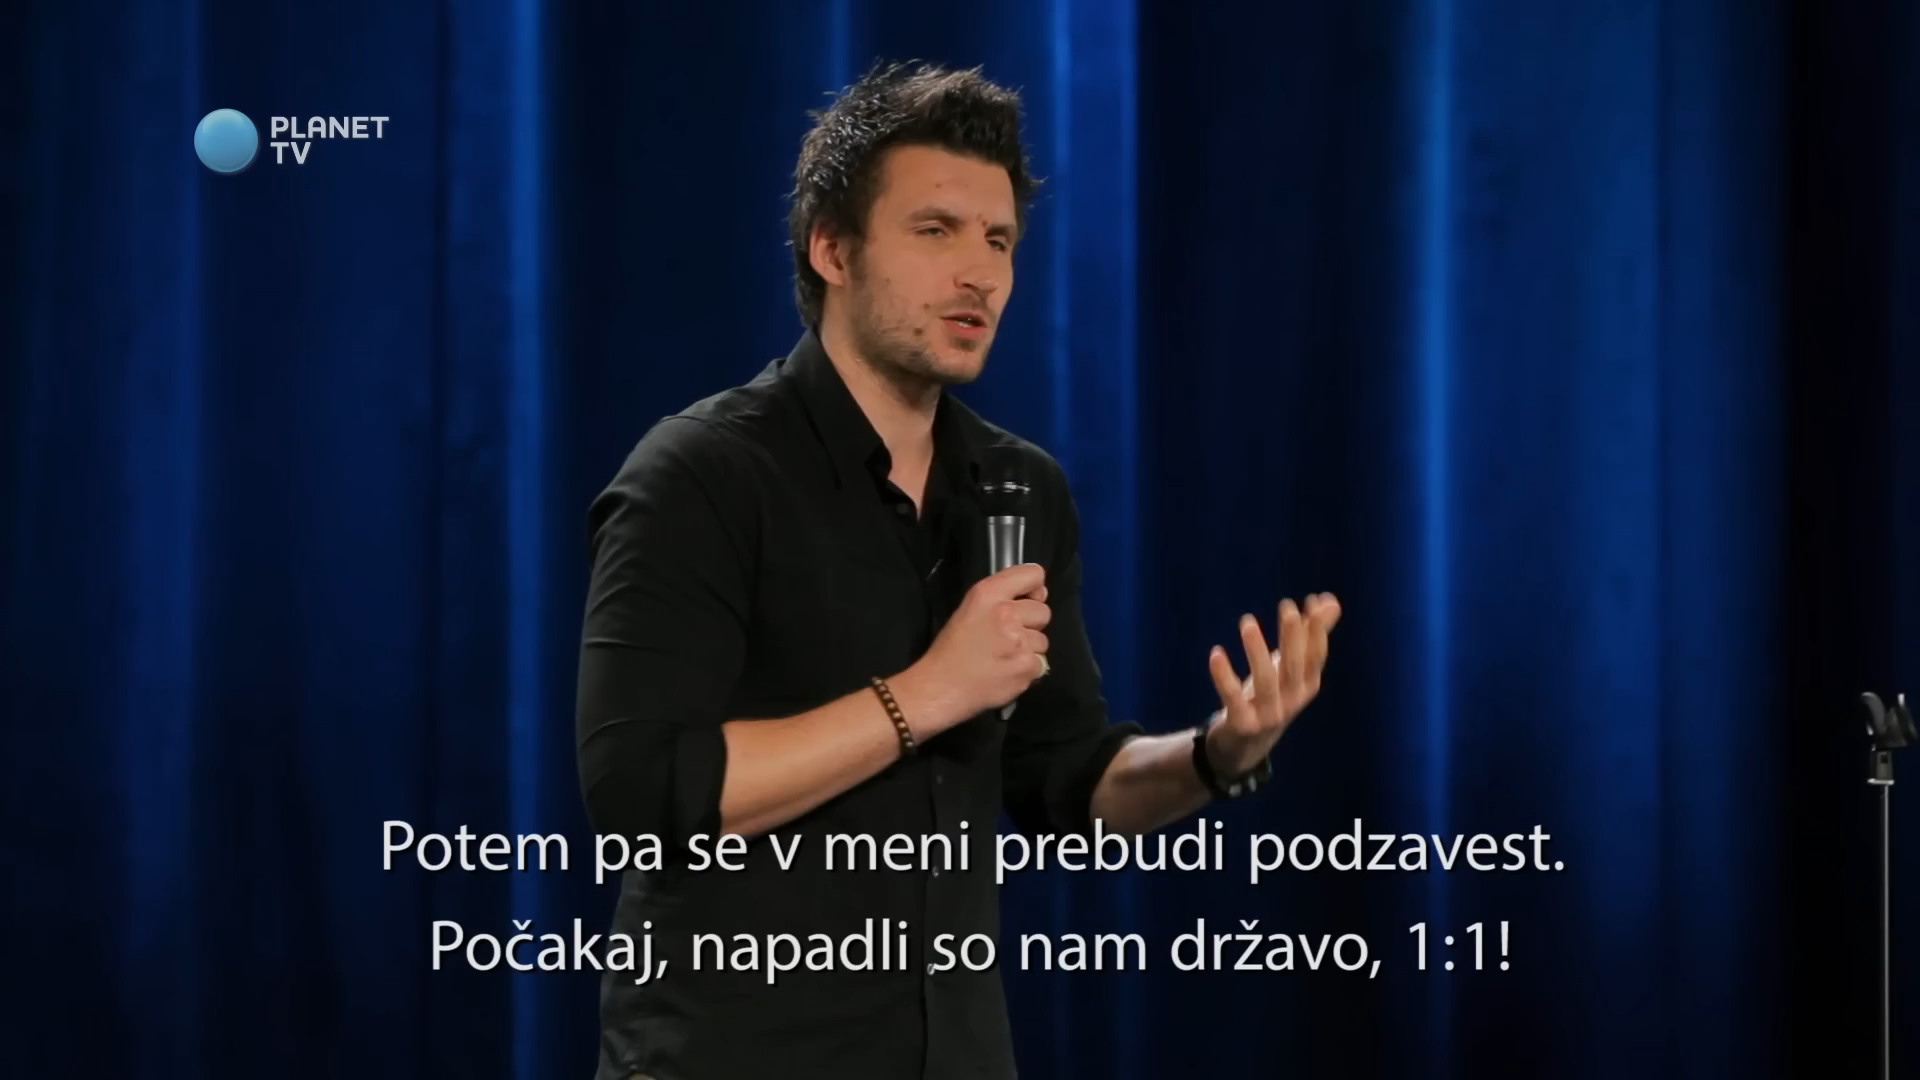 PLANET
TV
Potem pa se v meni prebudi podzavest.
Počakaj, napadli so nam državo, 1:1!